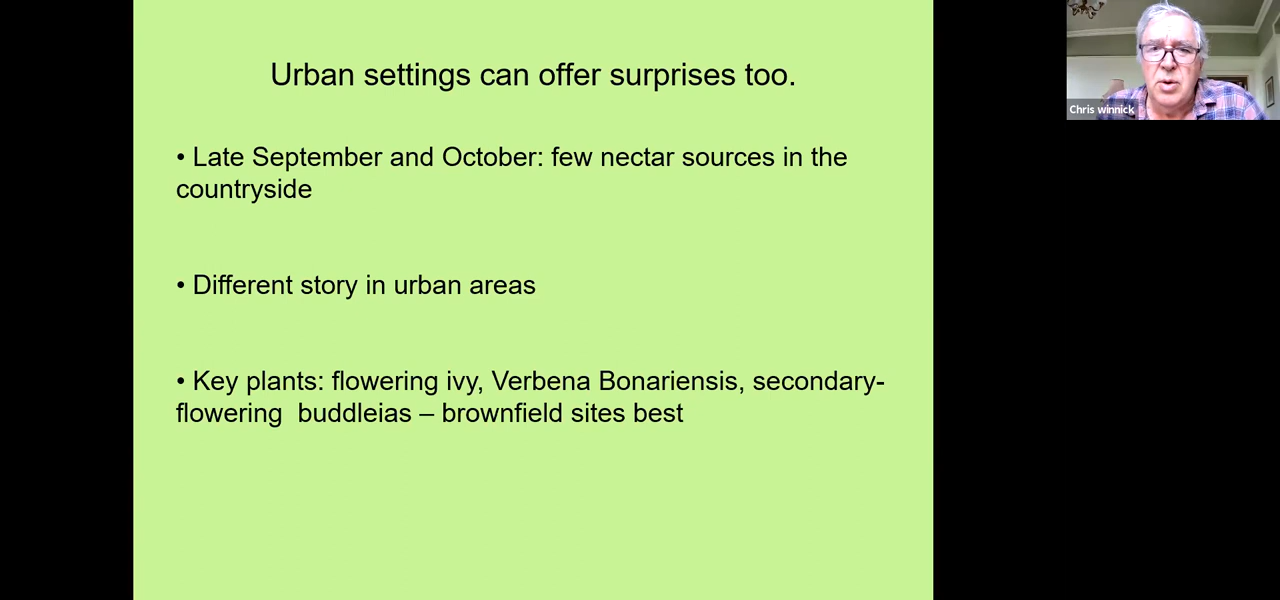 Urban settings can offer surprises too.
• Late September and October: few nectar sources in the
countryside
• Different story in urban areas
• Key plants: flowering ivy, Verbena Bonariensis, secondary-
flowering  buddleias – brownfield sites best
Chris winnick